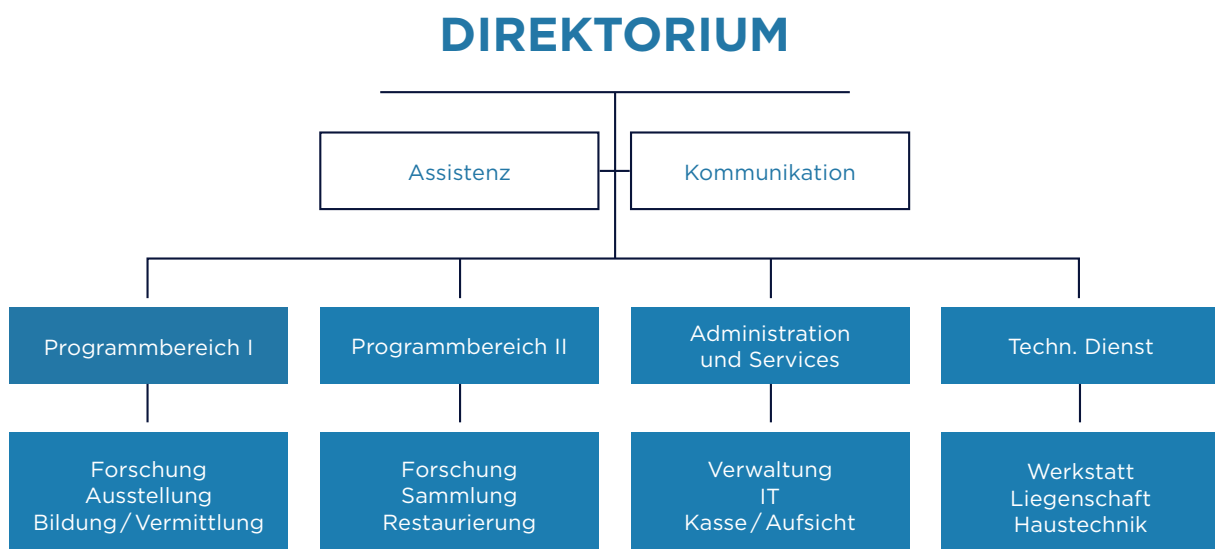 DIREKTORIUM
Assistenz
Kommunikation
Programmbereich I
Programmbereich II
Administration
und Services
Techn. Dienst
Forschung
Ausstellung
Bildung / Vermittlung
Forschung
Sammlung
Restaurierung
Verwaltung
IT
Kasse / Aufsicht
Werkstatt
Liegenschaft
Haustechnik